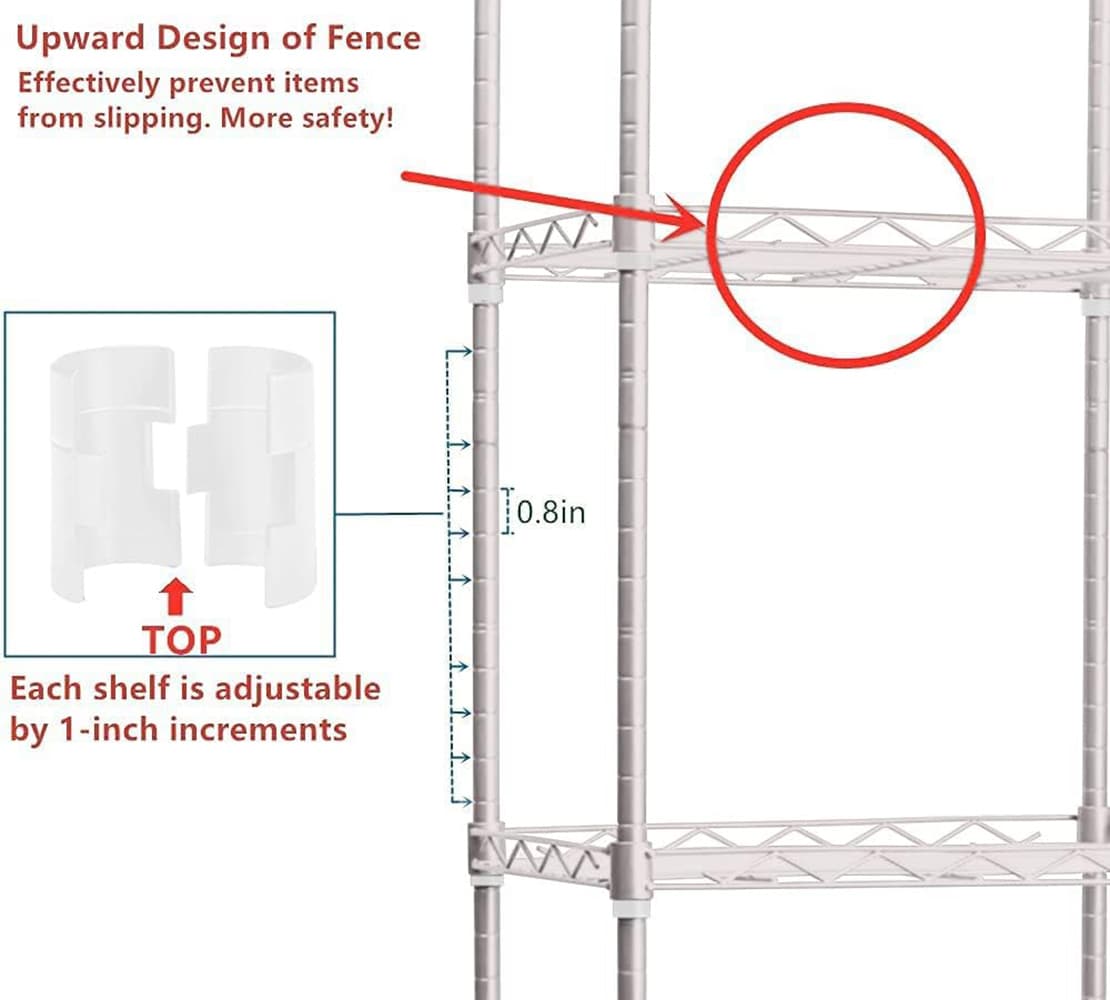 Upward Design of Fence
Effectively prevent items
from slipping. More safety!
0.8in
TOP
Each shelf is adjustable
by 1-inch increments